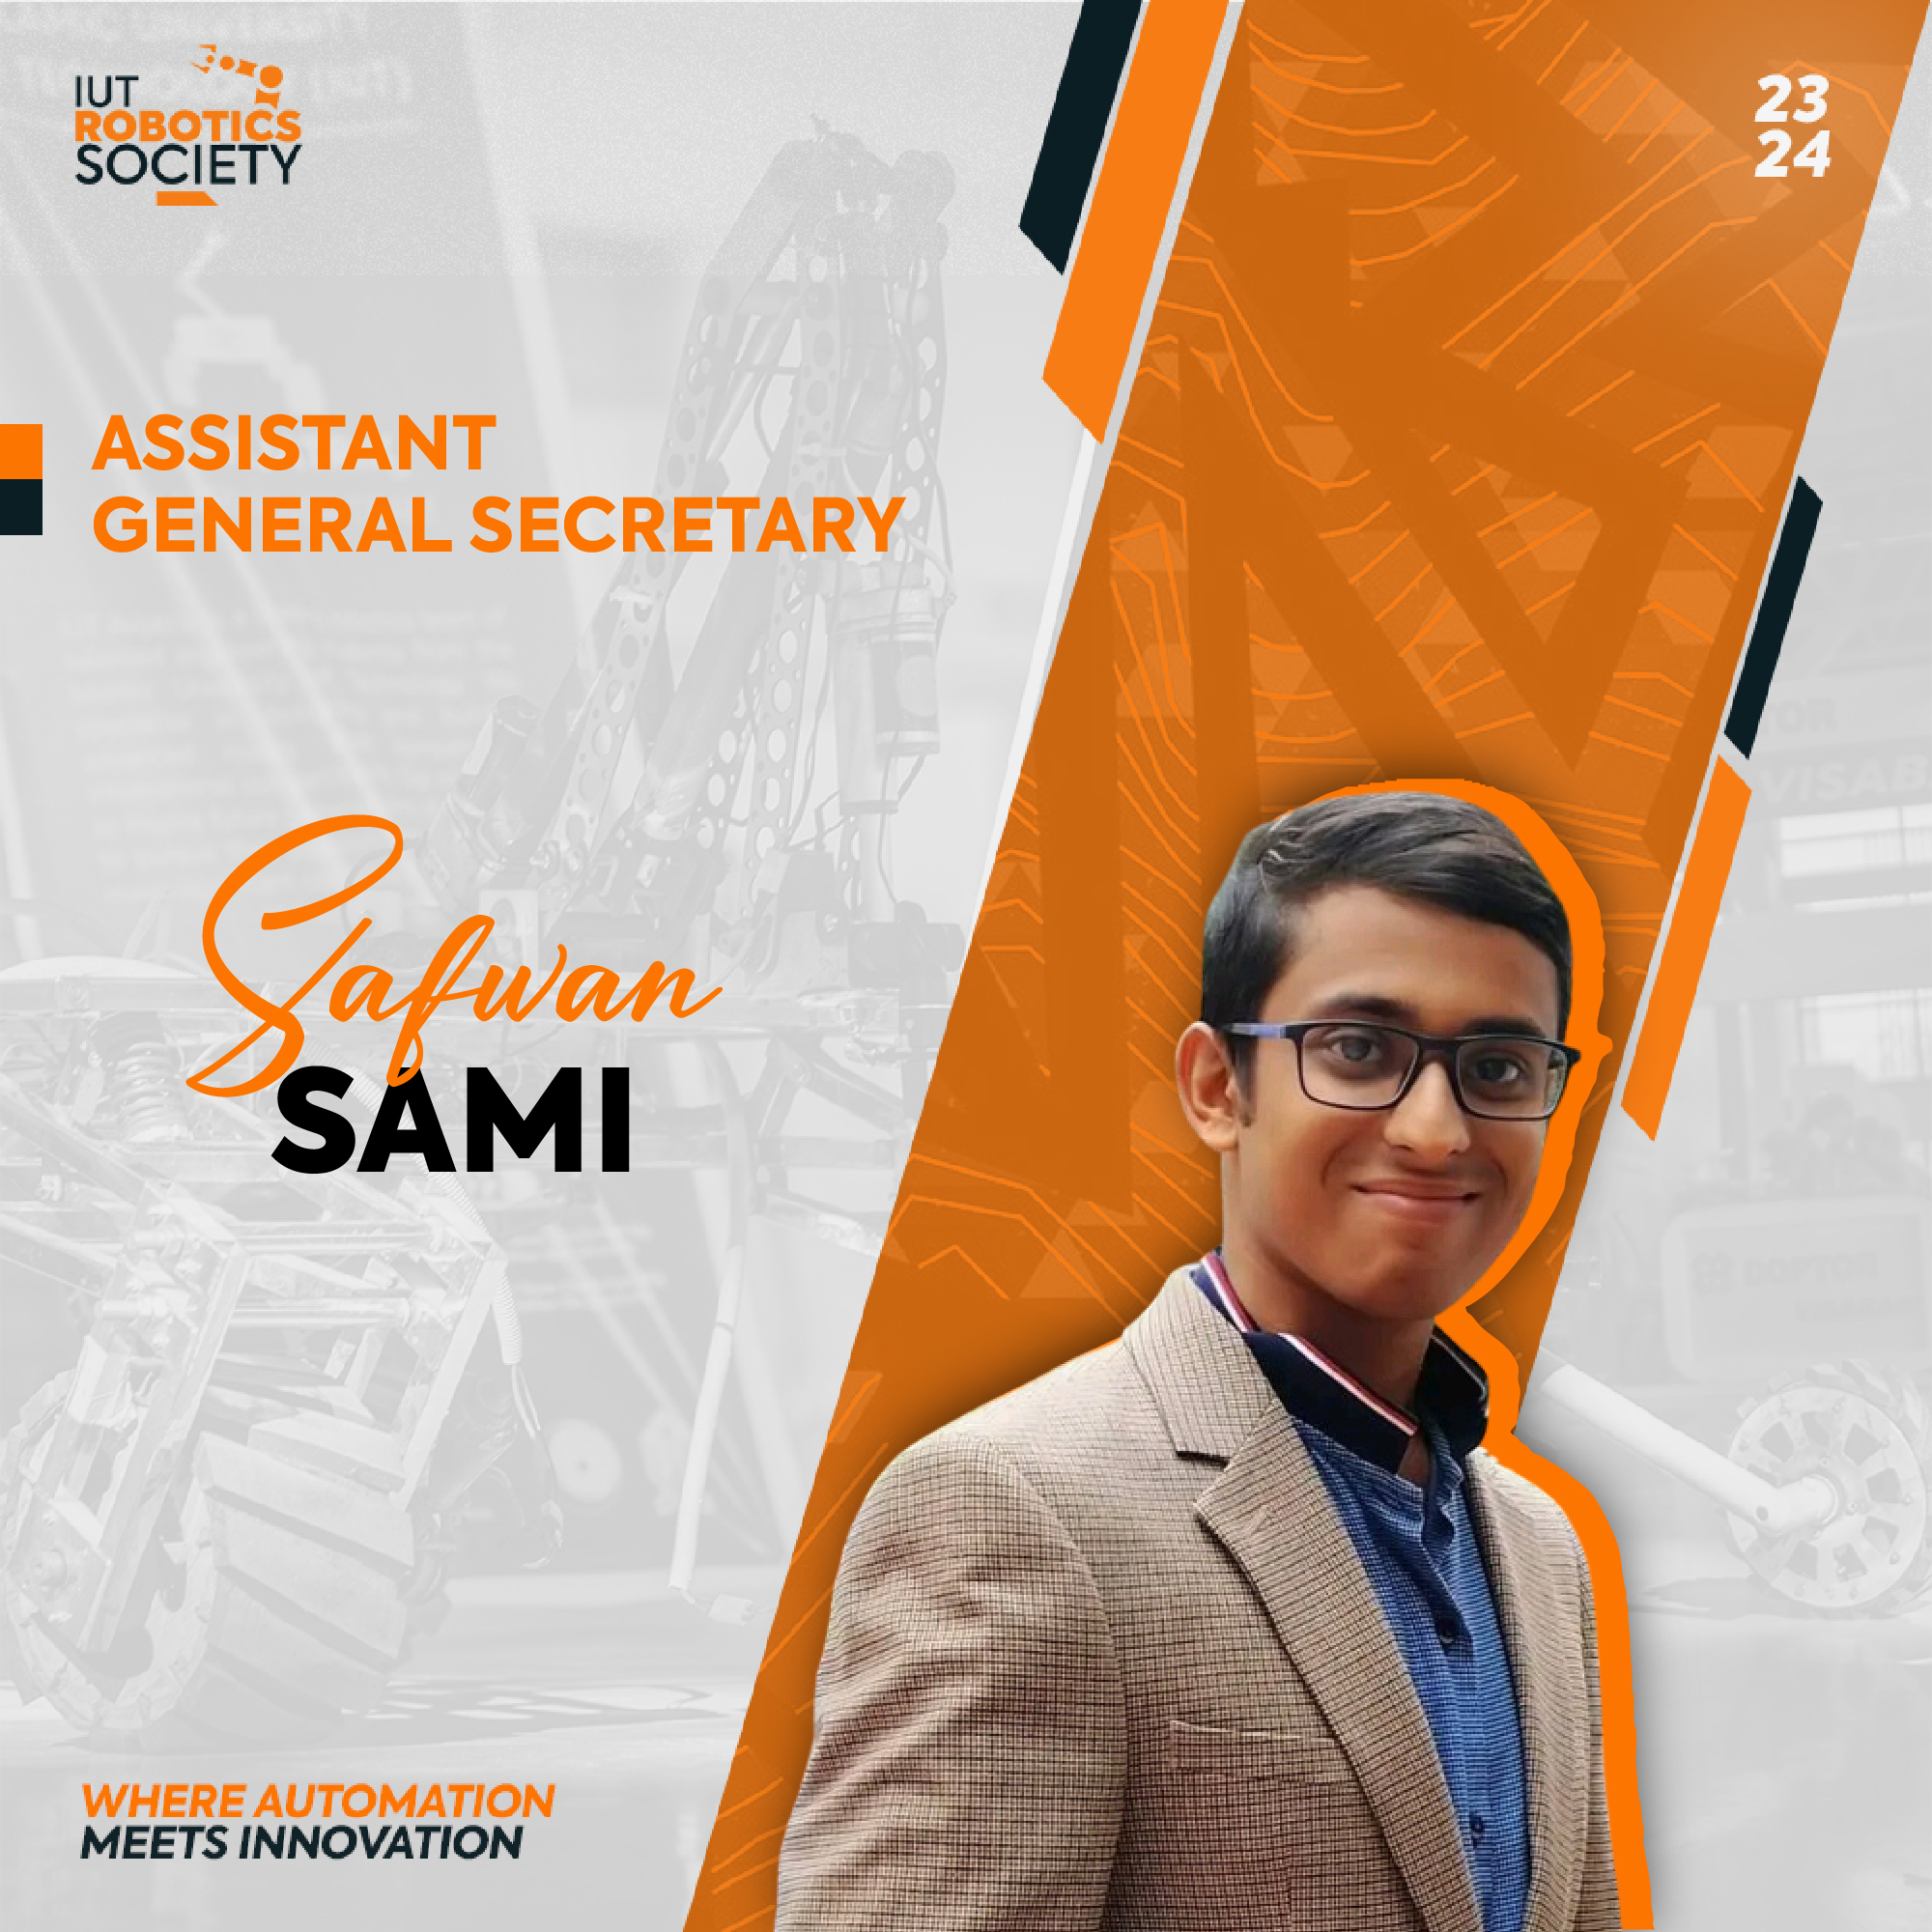 IUT
ROBOTICS
SOCIETY
23
24
ASSISTANT
GENERAL SECRETARY
Safwan
SAMI
WHERE AUTOMATION
MEETS INNOVATION